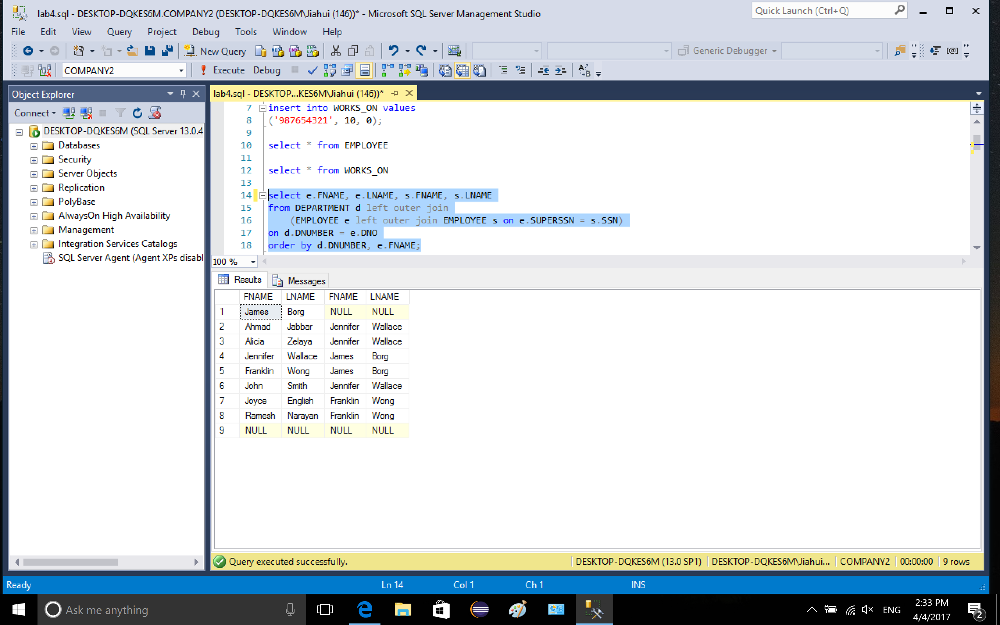 lab4.sql - DESKTOP-DQKES6M.COMPANY2 (DESKTOP-DQKES6M\Jiahui (146))* - Microsoft SQL Server Management Studio
Quick Launch (Ctrl+Q)
File Edit View Query Project Debug Tools Window Help
New Query
Generic Debugger
COMPANY2
Execute Debug
Object Explorer
Connect
DESKTOP-DQKES6M (SQL Server 13.0.4
Databases
Security
Server Objects
Replication
PolyBase
AlwaysOn High Availability
Management
Integration Services Catalogs
SQL Server Agent (Agent XPs disabl
lab4.sql - DESKTOP...KES6M\Jiahui (146))*
7 insert into WORKS_ON values
8 ('987654321', 10, 0);
9
10 select * from EMPLOYEE
11
12 select * from WORKS_ON
13
14 select e.FNAME, e.LNAME, s.FNAME, s.LNAME
15 from DEPARTMENT d left outer join
16 (EMPLOYEE e left outer join EMPLOYEE s on e.SUPERSSN = s.SSN)
17 on d.DNUMBER = e.DNO
18 order by d.DNUMBER, e.FNAME;
100 %
Results Messages
FNAME LNAME FNAME LNAME
1 James Borg NULL NULL
2 Ahmad Jabbar Jennifer Wallace
3 Alicia Zelaya Jennifer Wallace
4 Jennifer Wallace James Borg
5 Franklin Wong James Borg
6 John Smith Jennifer Wallace
7 Joyce English Franklin Wong
8 Ramesh Narayan Franklin Wong
9 NULL NULL NULL NULL
Query executed successfully.
DESKTOP-DQKES6M (13.0 SP1) DESKTOP-DQKES6M\Jiahui... COMPANY2 00:00:00 9 rows
Ready Ln 14 Col 1 Ch 1 INS
Ask me anything
ENG
2:33 PM
4/4/2017
2